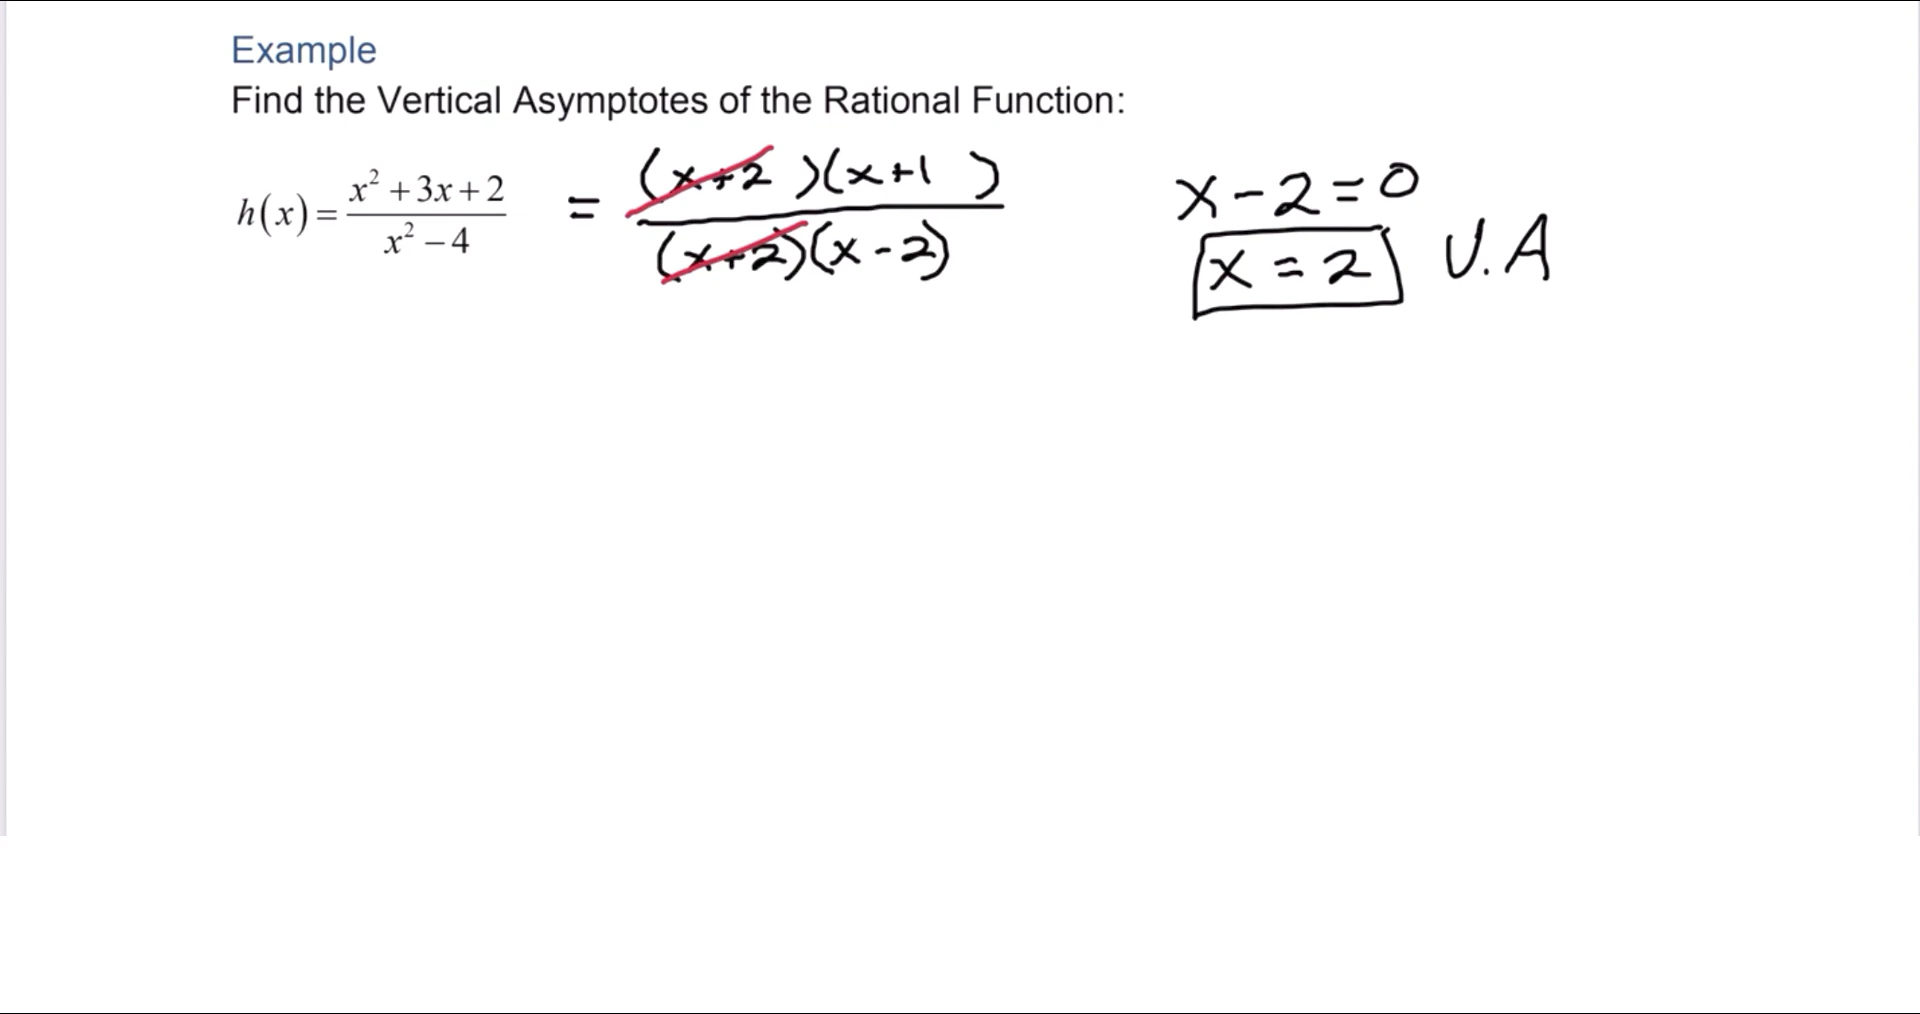 Example
Find the Vertical Asymptotes of the Rational Function:
h(x) = (x² + 3x + 2) / (x² − 4) = (x+2)(x+1) / (x+2)(x-2)
x-2=0
x=2 V.A